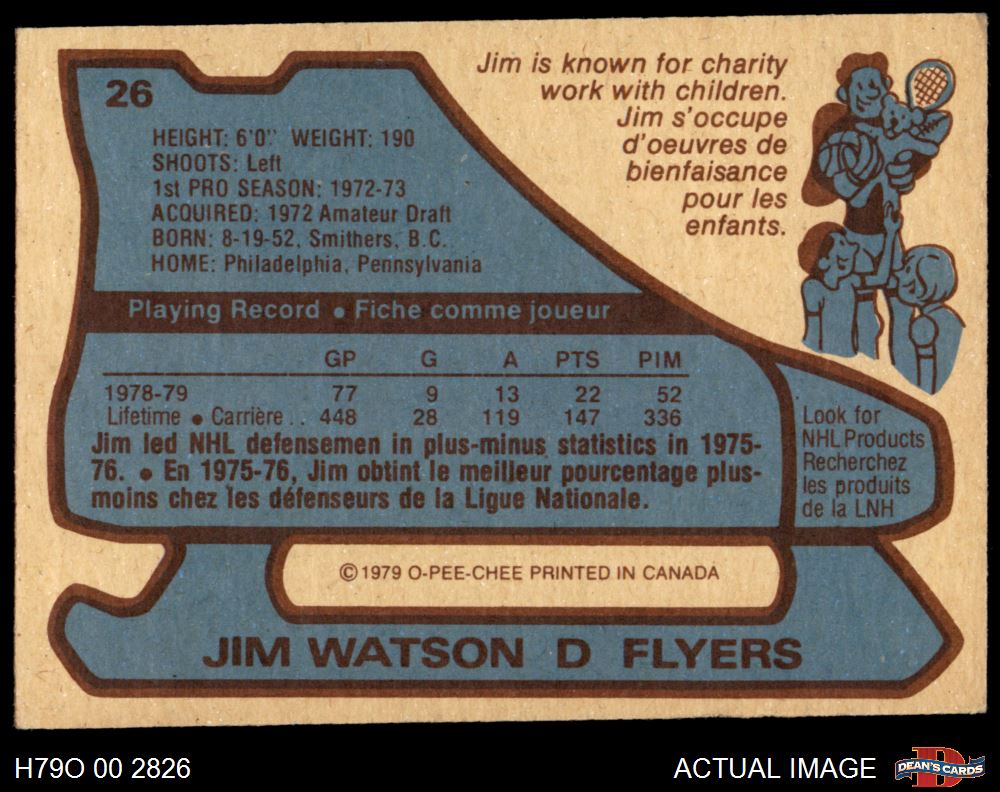 26
Jim is known for charity
work with children.
Jim s'occupe
d'oeuvres de
bienfaisance
pour les
enfants.
HEIGHT: 6'0" WEIGHT: 190
SHOOTS: Left
1st PRO SEASON: 1972-73
ACQUIRED: 1972 Amateur Draft
BORN: 8-19-52, Smithers, B.C.
HOME: Philadelphia, Pennsylvania
Playing Record • Fiche comme joueur
GP G A PTS PIM
1978-79 77 9 13 22 52
Lifetime • Carrière .. 448 28 119 147 336
Jim led NHL defensemen in plus-minus statistics in 1975-
76. • En 1975-76, Jim obtint le meilleur pourcentage plus-
moins chez les défenseurs de la Ligue Nationale.
Look for
NHL Products
Recherchez
les produits
de la LNH
©1979 O-PEE-CHEE PRINTED IN CANADA
JIM WATSON D FLYERS
H79O 00 2826
ACTUAL IMAGE
D
DEAN'S CARDS